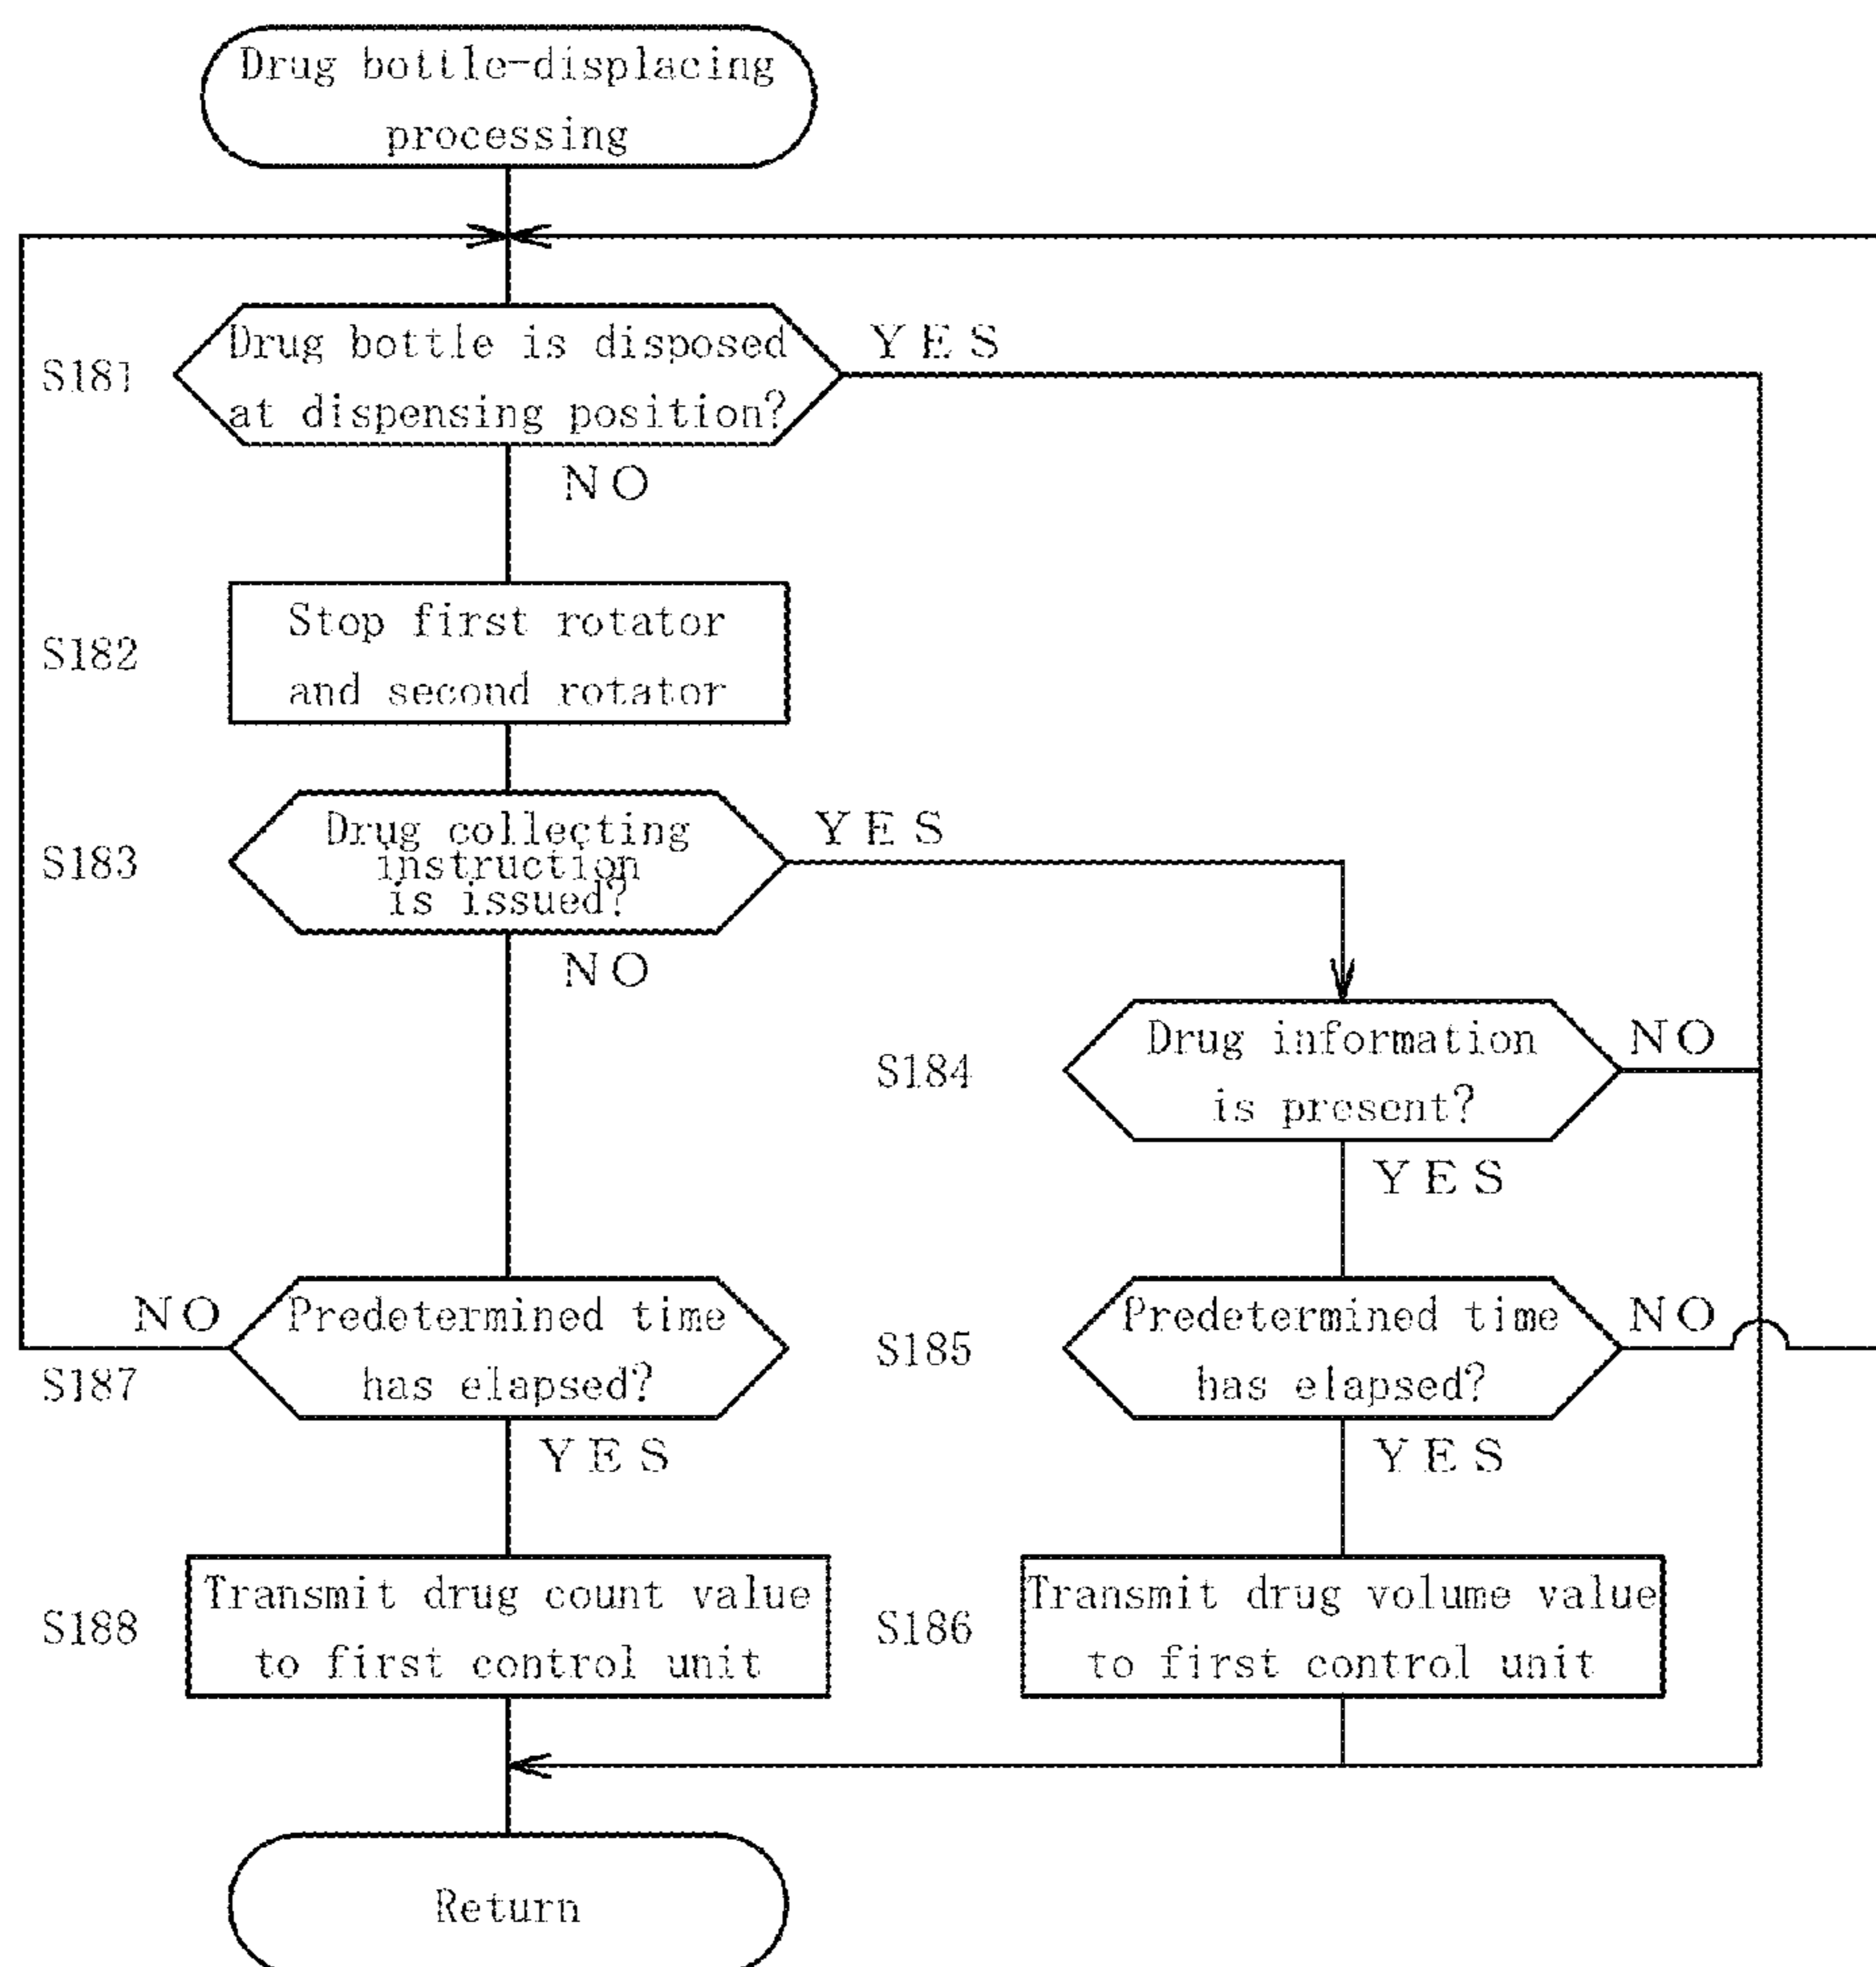 Drug bottle-displacing
processing
S181
Drug bottle is disposed
at dispensing position?
YES
NO
S182
Stop first rotator
and second rotator
S183
Drug collecting
instruction
is issued?
YES
NO
S184
Drug information
is present?
NO
YES
NO
S187
Predetermined time
has elapsed?
YES
S185
Predetermined time
has elapsed?
NO
YES
S188
Transmit drug count value
to first control unit
S186
Transmit drug volume value
to first control unit
Return